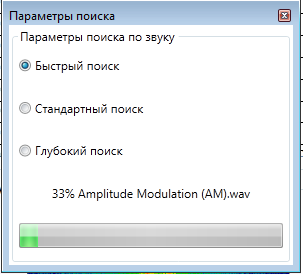 Параметры поиска
Параметры поиска по звуку
Быстрый поиск
Стандартный поиск
Глубокий поиск
33% Amplitude Modulation (AM).wav